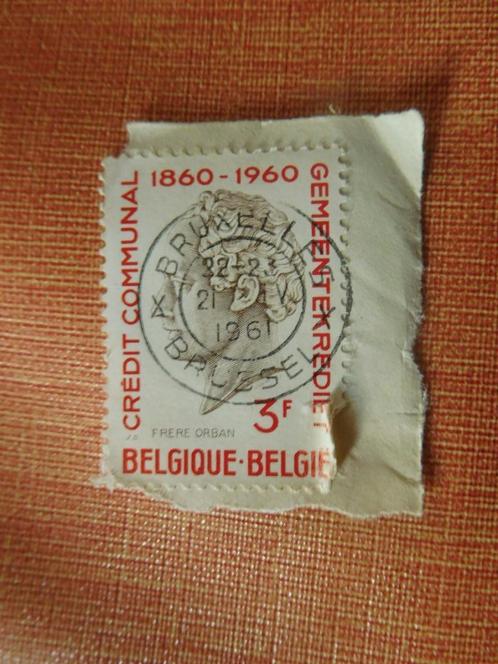 1860-1960
CRÉDIT COMMUNAL
GEMEENTEKREDIET
BRUXELLES
21 V
1961
BRUSSEL
3F
FRERE ORBAN
BELGIQUE·BELGIË